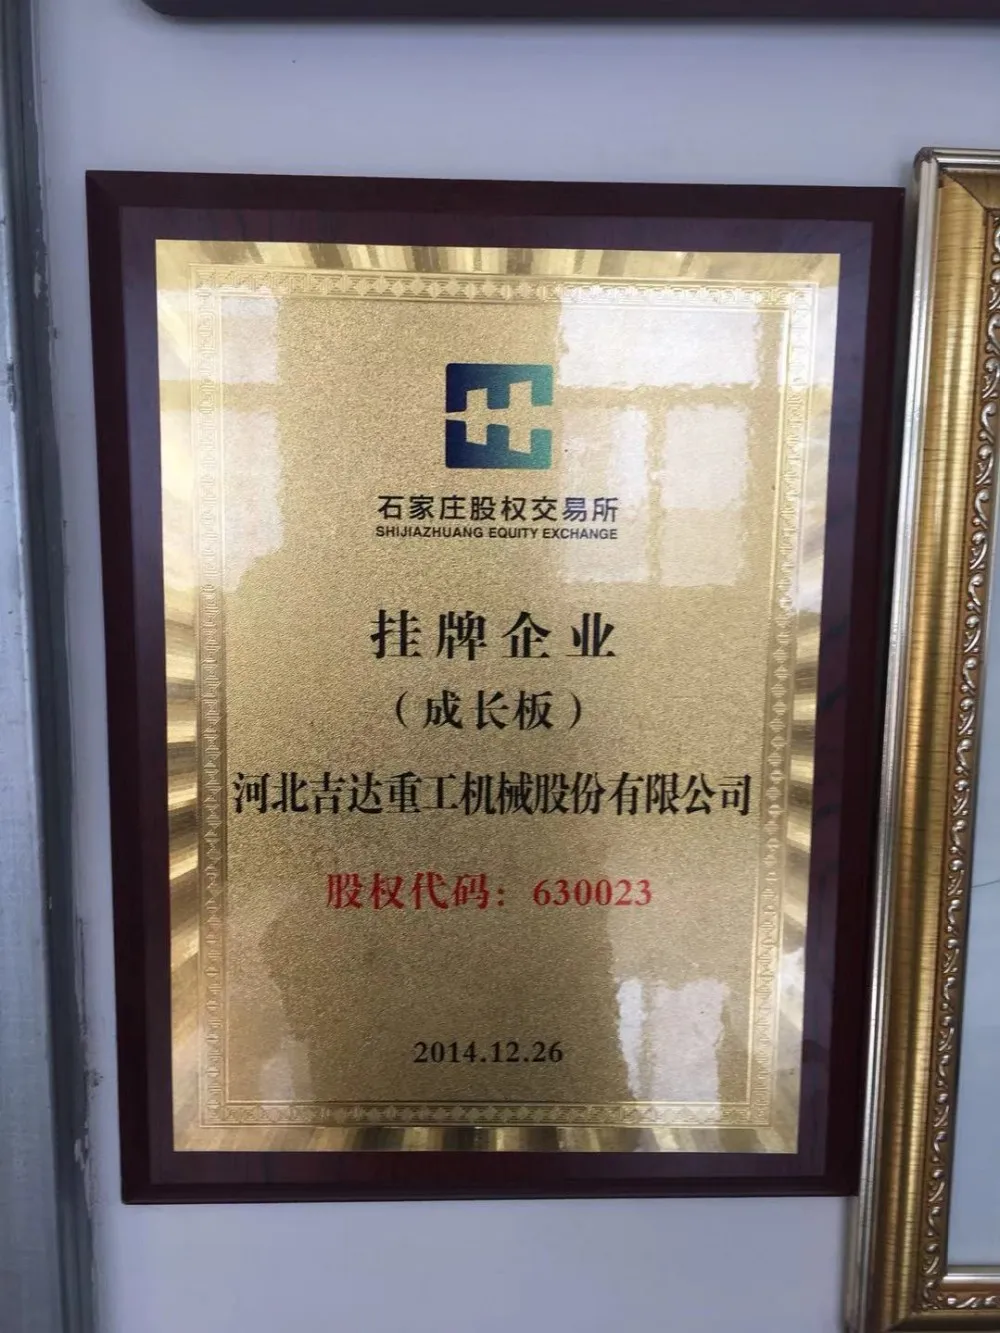 石家庄股权交易所
SHIJIAZHUANG EQUITY EXCHANGE
挂牌企业
（成长板）
河北吉达重工机械股份有限公司
股权代码：630023
2014.12.26